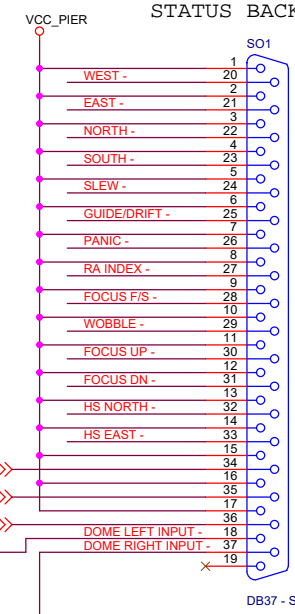 STATUS BACK
VCC_PIER
SO1
1
WEST - 20
2
EAST - 21
3
NORTH - 22
4
SOUTH - 23
5
SLEW - 24
6
GUIDE/DRIFT - 25
7
PANIC - 26
8
RA INDEX - 27
9
FOCUS F/S - 28
10
WOBBLE - 29
11
FOCUS UP - 30
12
FOCUS DN - 31
13
HS NORTH - 32
14
HS EAST - 33
15
34
16
35
17
36
DOME LEFT INPUT - 18
DOME RIGHT INPUT - 37
19
DB37 - S